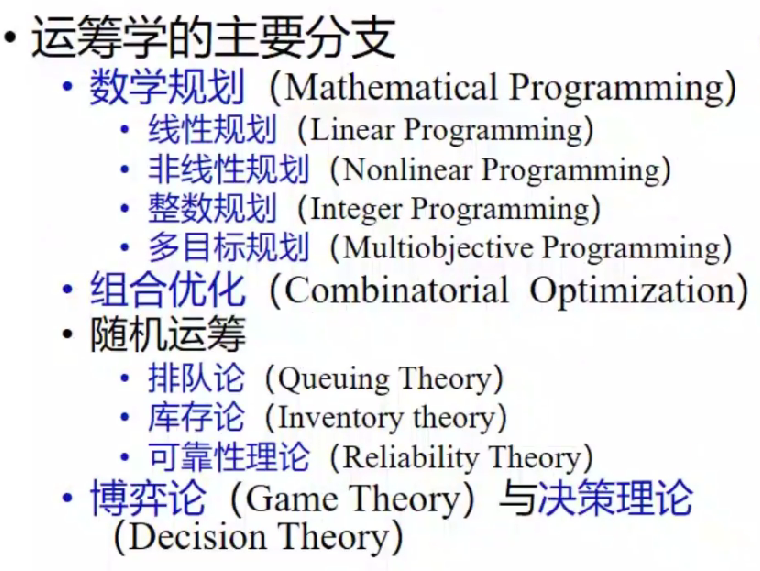 • 运筹学的主要分支
• 数学规划（Mathematical Programming）
• 线性规划（Linear Programming）
• 非线性规划（Nonlinear Programming）
• 整数规划（Integer Programming）
• 多目标规划（Multiobjective Programming）
• 组合优化（Combinatorial Optimization）
• 随机运筹
• 排队论（Queuing Theory）
• 库存论（Inventory theory）
• 可靠性理论（Reliability Theory）
• 博弈论（Game Theory）与决策理论
（Decision Theory）